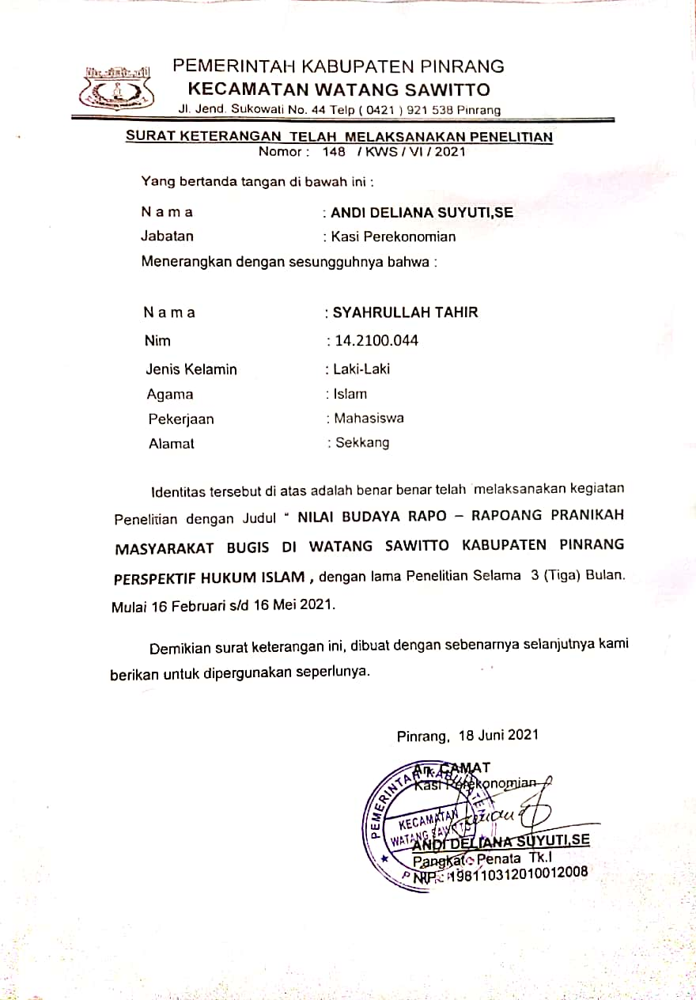 PEMERINTAH KABUPATEN PINRANG
KECAMATAN WATANG SAWITTO
Jl. Jend. Sukowati No. 44 Telp ( 0421 ) 921 538 Pinrang
SURAT KETERANGAN TELAH MELAKSANAKAN PENELITIAN
Nomor : 148 / KWS / VI / 2021
Yang bertanda tangan di bawah ini :
N a m a : ANDI DELIANA SUYUTI,SE
Jabatan : Kasi Perekonomian
Menerangkan dengan sesungguhnya bahwa :
N a m a : SYAHRULLAH TAHIR
Nim : 14.2100.044
Jenis Kelamin : Laki-Laki
Agama : Islam
Pekerjaan : Mahasiswa
Alamat : Sekkang
Identitas tersebut di atas adalah benar benar telah melaksanakan kegiatan
Penelitian dengan Judul " NILAI BUDAYA RAPO – RAPOANG PRANIKAH
MASYARAKAT BUGIS DI WATANG SAWITTO KABUPATEN PINRANG
PERSPEKTIF HUKUM ISLAM , dengan lama Penelitian Selama 3 (Tiga) Bulan.
Mulai 16 Februari s/d 16 Mei 2021.
Demikian surat keterangan ini, dibuat dengan sebenarnya selanjutnya kami
berikan untuk dipergunakan seperlunya.
Pinrang, 18 Juni 2021
An. CAMAT
Kasi Perekonomian
PEMERINTAH KABUPATEN
KECAMATAN
WATANG SAWITTO
ANDI DELIANA SUYUTI,SE
Pangkat : Penata Tk.I
NIP : 198110312010012008